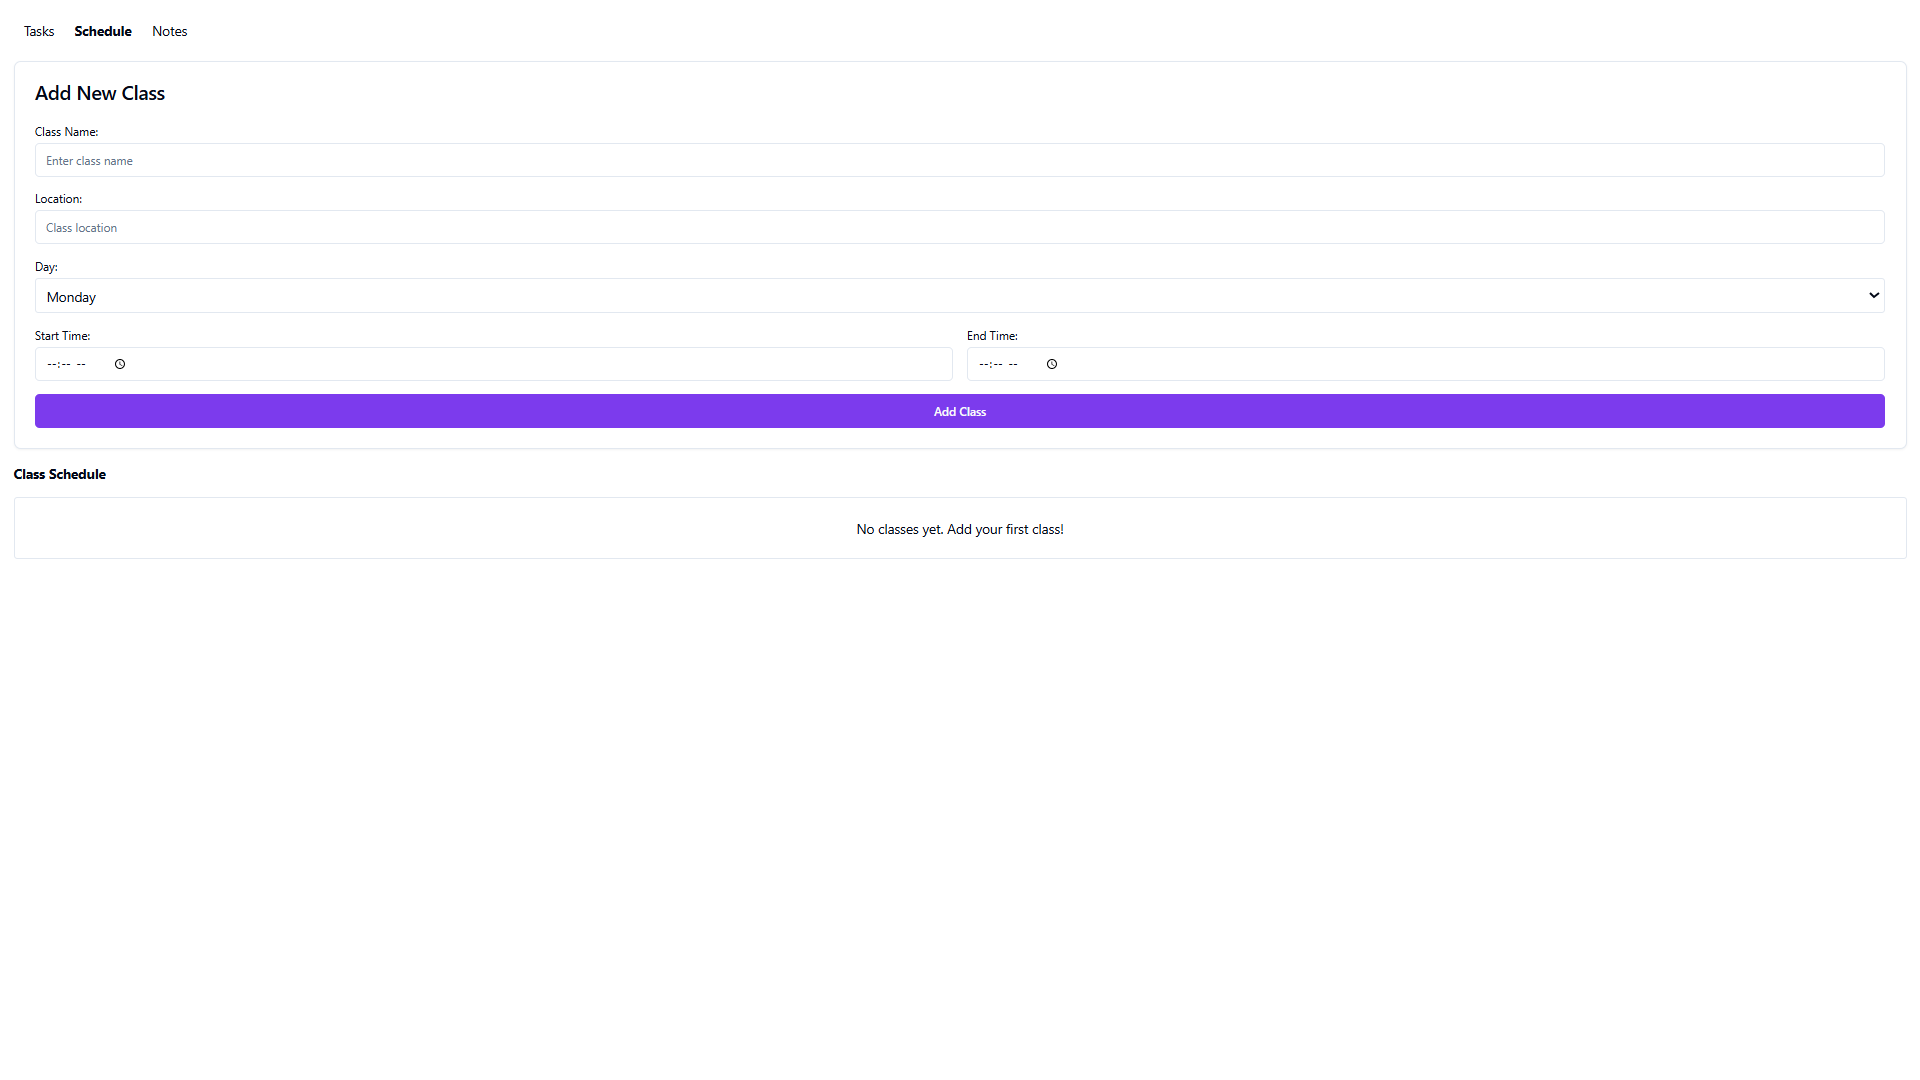 Tasks Schedule Notes
Add New Class
Class Name:
Enter class name
Location:
Class location
Day:
Monday
Start Time: End Time:
--:-- -- --:-- --
Add Class
Class Schedule
No classes yet. Add your first class!